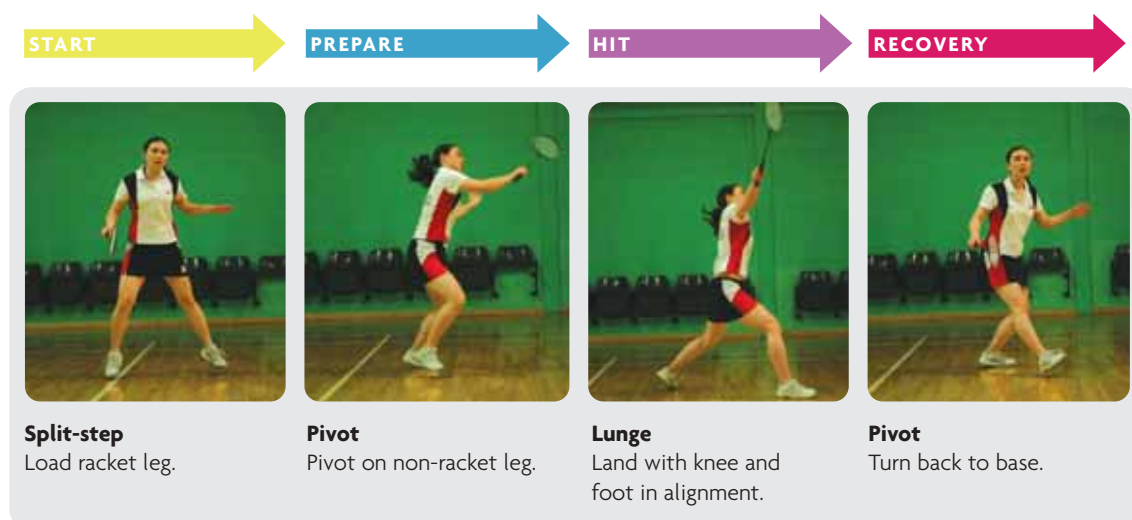 START
PREPARE
HIT
RECOVERY
Split-step
Load racket leg.
Pivot
Pivot on non-racket leg.
Lunge
Land with knee and
foot in alignment.
Pivot
Turn back to base.